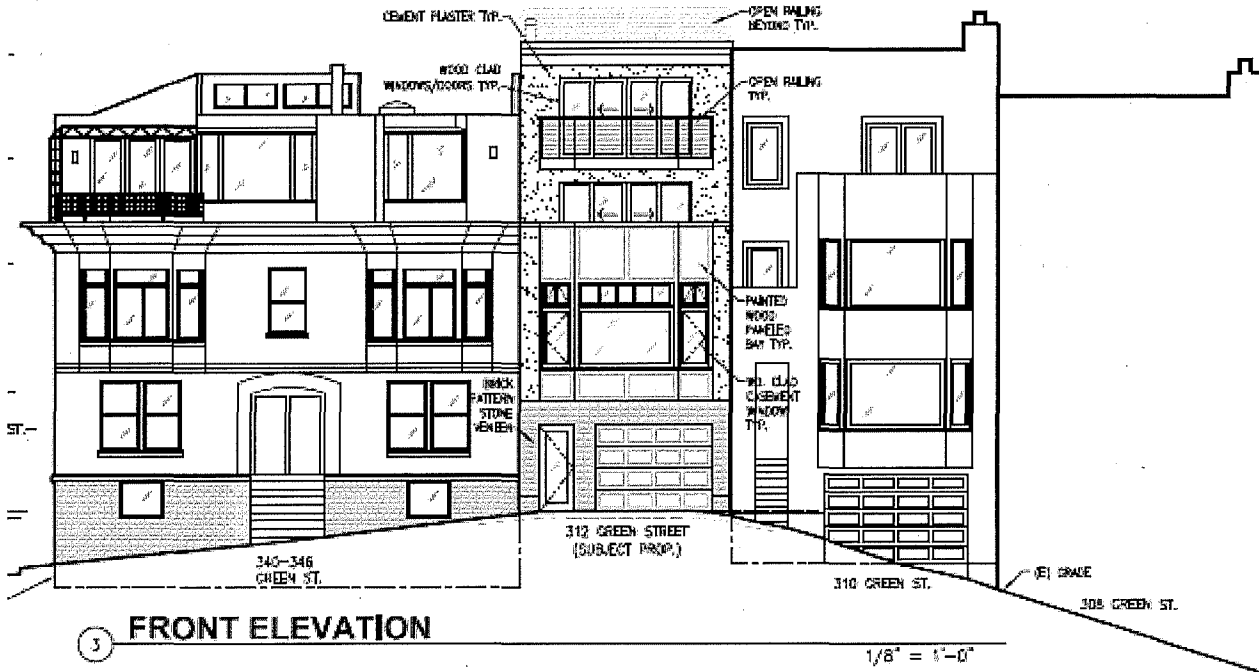 CEMENT PLASTER TYP.
OPEN RAILING
BEYOND TYP.
WOOD CLAD
WINDOWS/DOORS TYP.
OPEN RAILING
TYP.
PAINTED
WOOD
PANELED
BAY TYP.
BRICK
PATTERN
STONE
VENEER
WD. CLAD
CASEMENT
WINDOW
TYP.
ST.
312 GREEN STREET
(SUBJECT PROP.)
340-346
GREEN ST.
310 GREEN ST.
(E) GRADE
308 GREEN ST.
3 FRONT ELEVATION
1/8" = 1'-0"